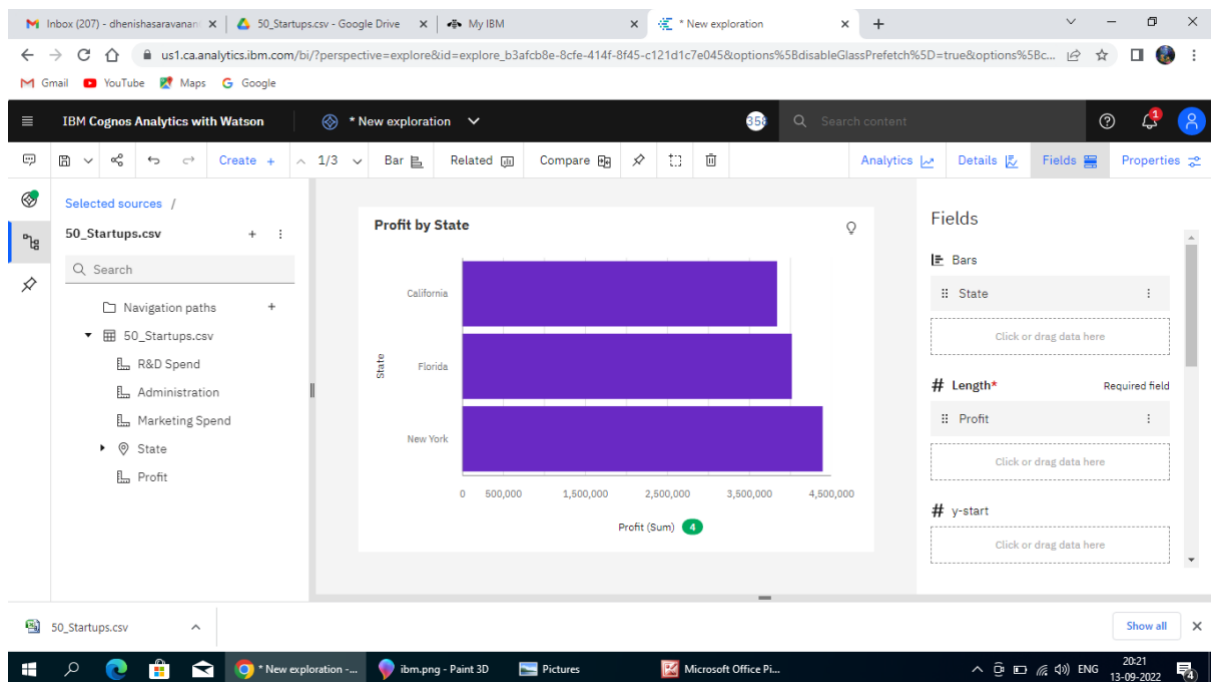 Inbox (207) - dhenishasaravanan
50_Startups.csv - Google Drive
My IBM
* New exploration
us1.ca.analytics.ibm.com/bi/?perspective=explore&id=explore_b3afcb8e-8cfe-414f-8f45-c121d1c7e045&options%5BdisableGlassPrefetch%5D=true&options%5Bc...
Gmail YouTube Maps Google
IBM Cognos Analytics with Watson * New exploration Search content
Create + 1/3 Bar Related Compare Analytics Details Fields Properties
Selected sources /
50_Startups.csv
Search
Navigation paths
50_Startups.csv
R&D Spend
Administration
Marketing Spend
State
Profit
Profit by State
State
California
Florida
New York
0 500,000 1,500,000 2,500,000 3,500,000 4,500,000
Profit (Sum) 4
Fields
Bars
State
Click or drag data here
# Length* Required field
Profit
Click or drag data here
# y-start
Click or drag data here
50_Startups.csv Show all
* New exploration -... ibm.png - Paint 3D Pictures Microsoft Office Pi... ENG 20:21
13-09-2022